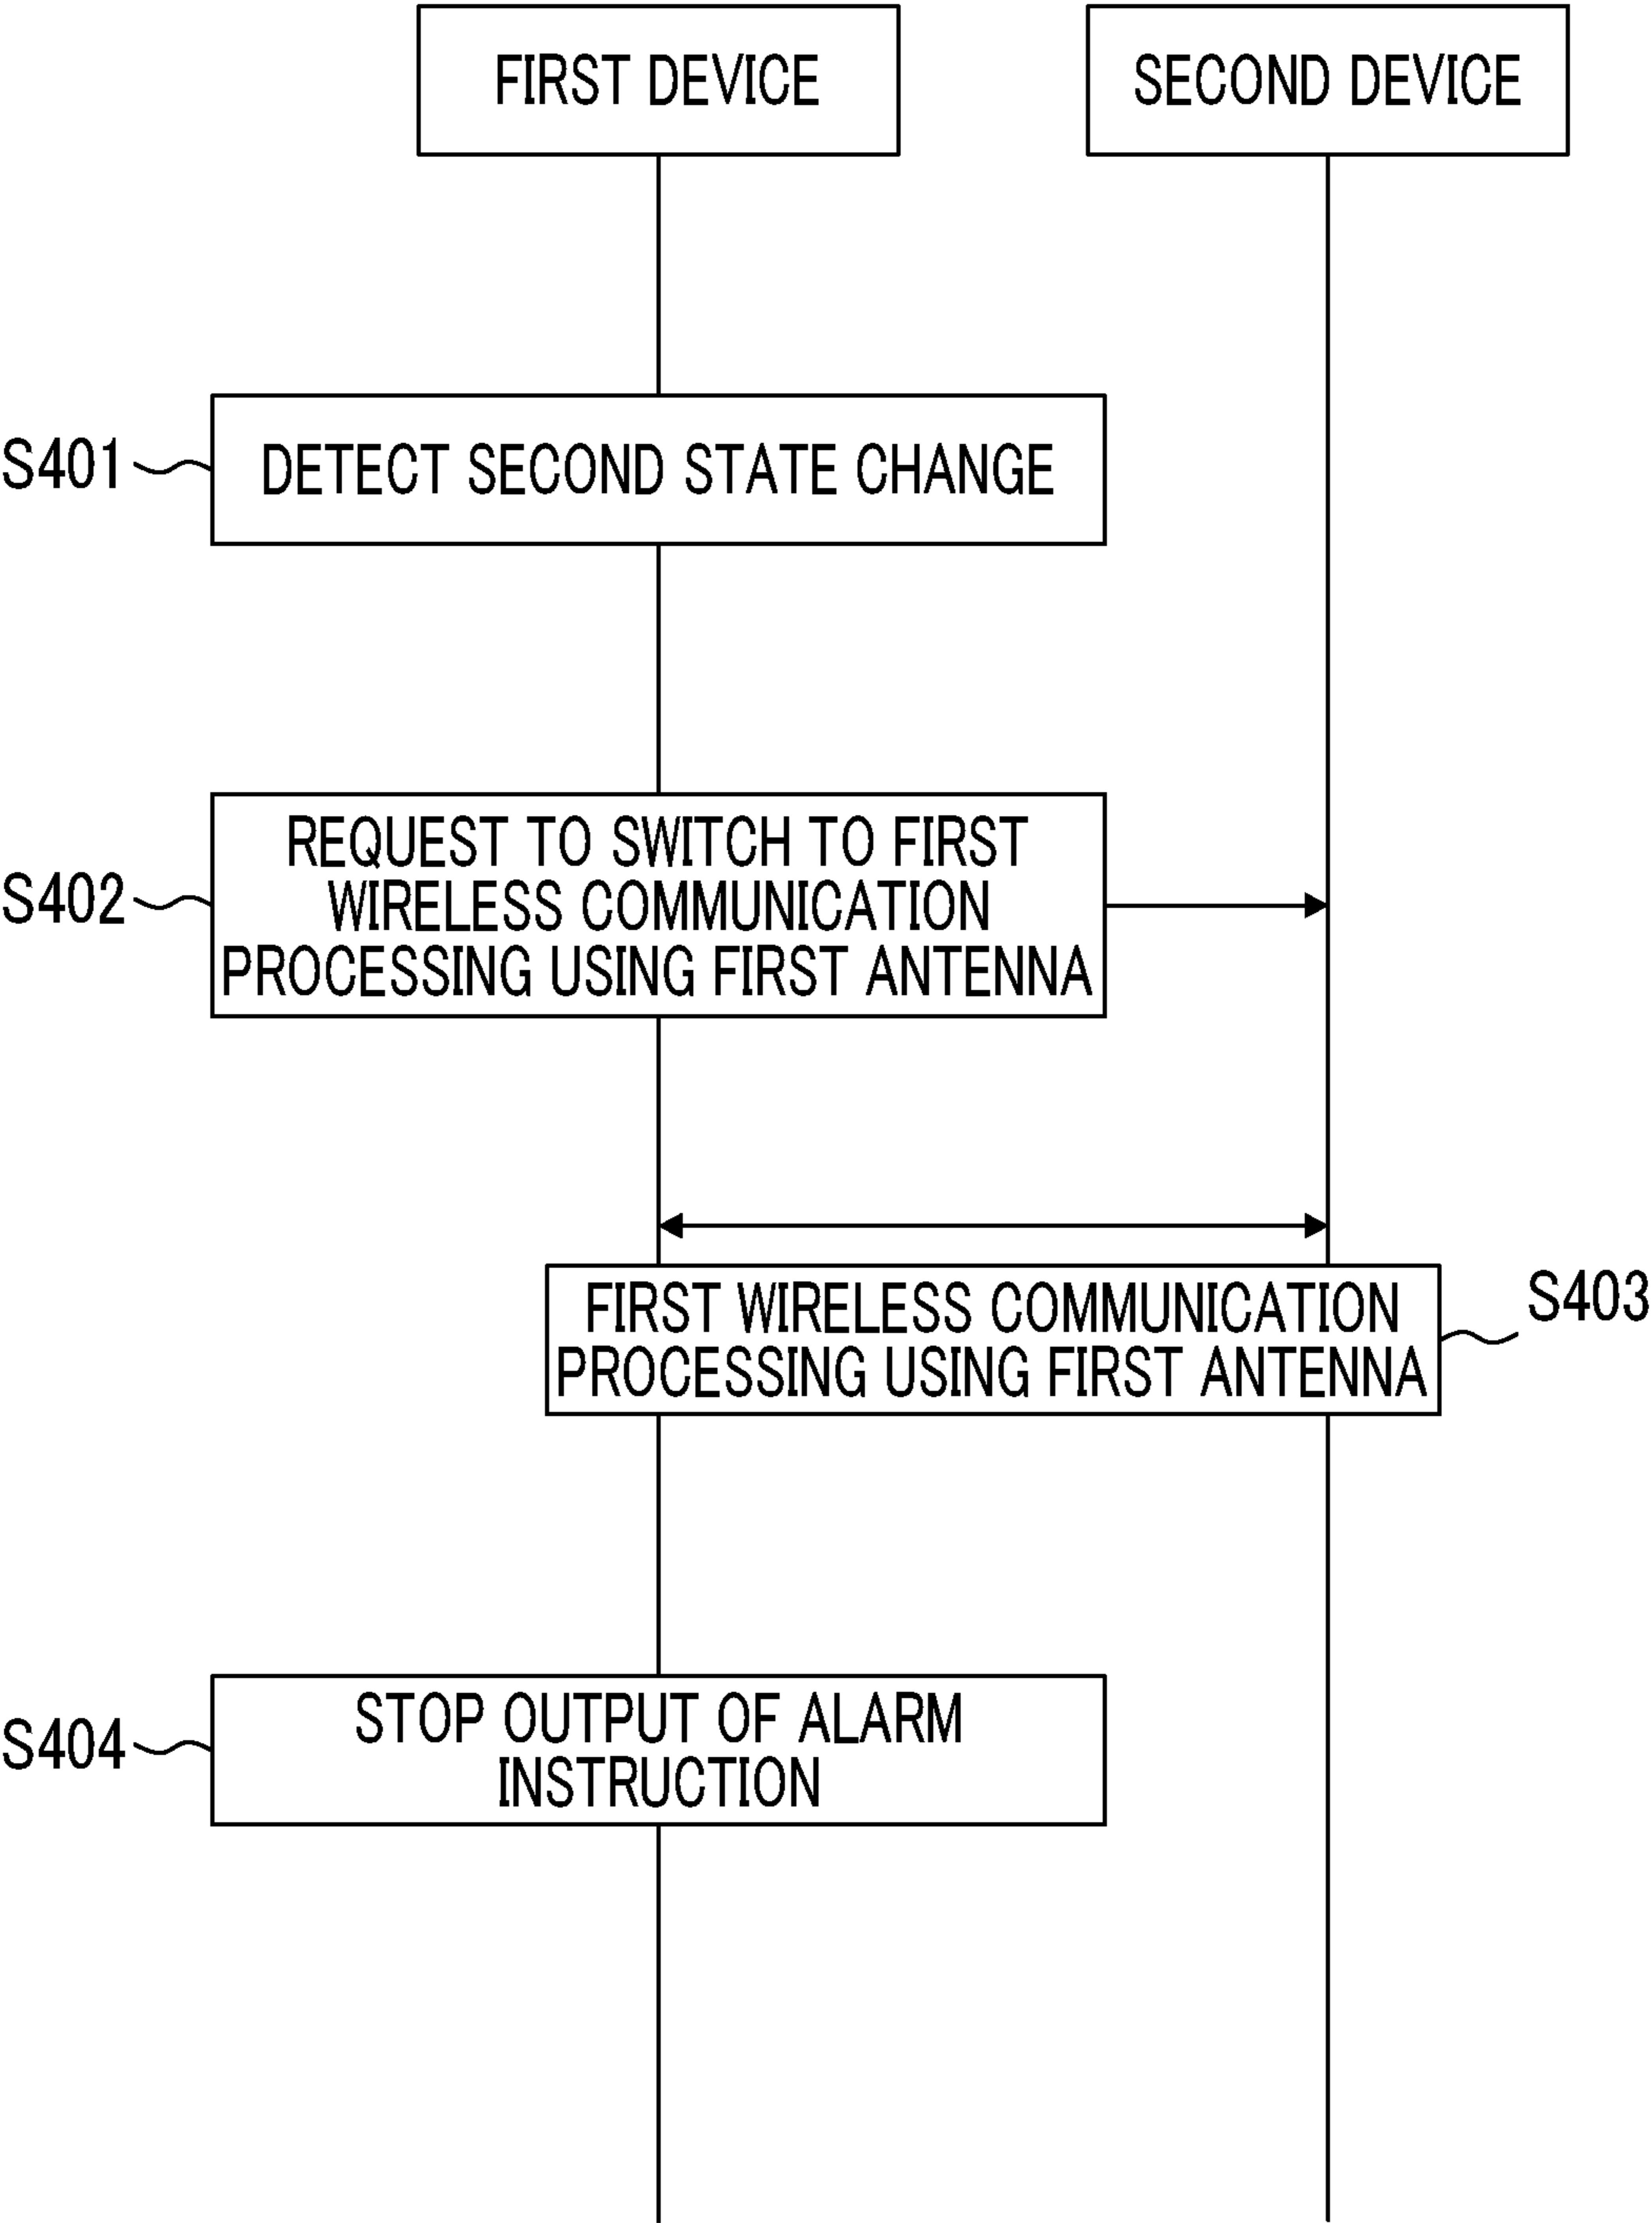 FIRST DEVICE
SECOND DEVICE
S401
DETECT SECOND STATE CHANGE
S402
REQUEST TO SWITCH TO FIRST
WIRELESS COMMUNICATION
PROCESSING USING FIRST ANTENNA
FIRST WIRELESS COMMUNICATION
PROCESSING USING FIRST ANTENNA
S403
S404
STOP OUTPUT OF ALARM
INSTRUCTION